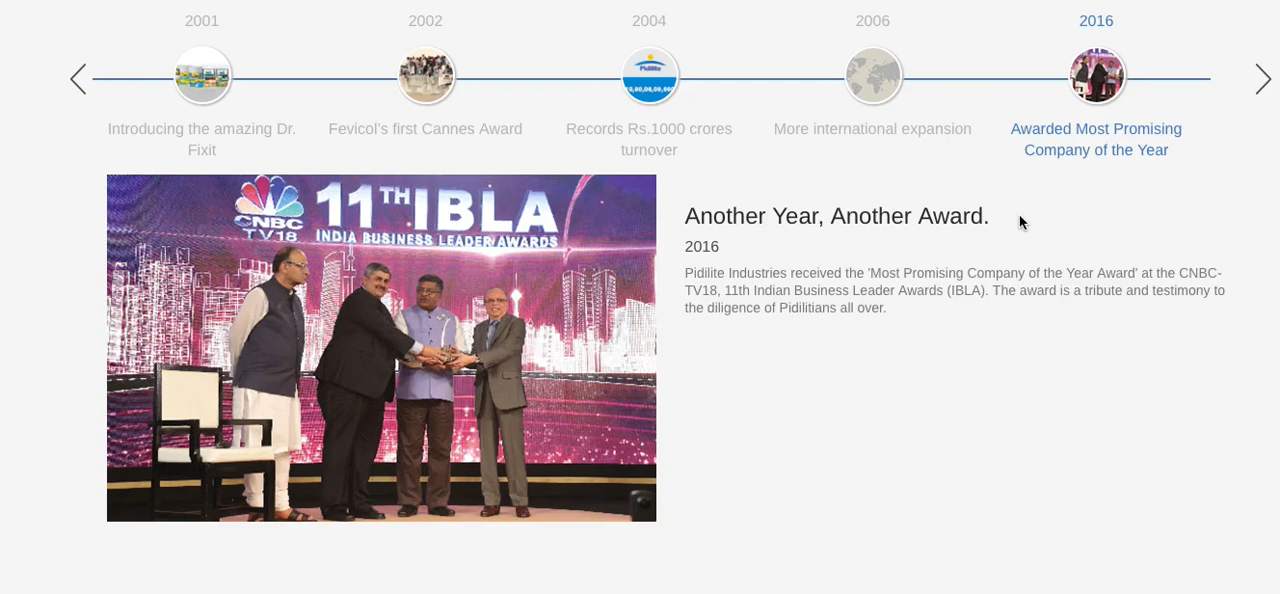 2001
2002
2004
2006
2016
Pidilite
Introducing the amazing Dr.
Fixit
Fevicol's first Cannes Award
Records Rs.1000 crores
turnover
More international expansion
Awarded Most Promising
Company of the Year
CNBC
TV18
11TH IBLA
INDIA BUSINESS LEADER AWARDS
Another Year, Another Award.
2016
Pidilite Industries received the 'Most Promising Company of the Year Award' at the CNBC-
TV18, 11th Indian Business Leader Awards (IBLA). The award is a tribute and testimony to
the diligence of Pidilitians all over.